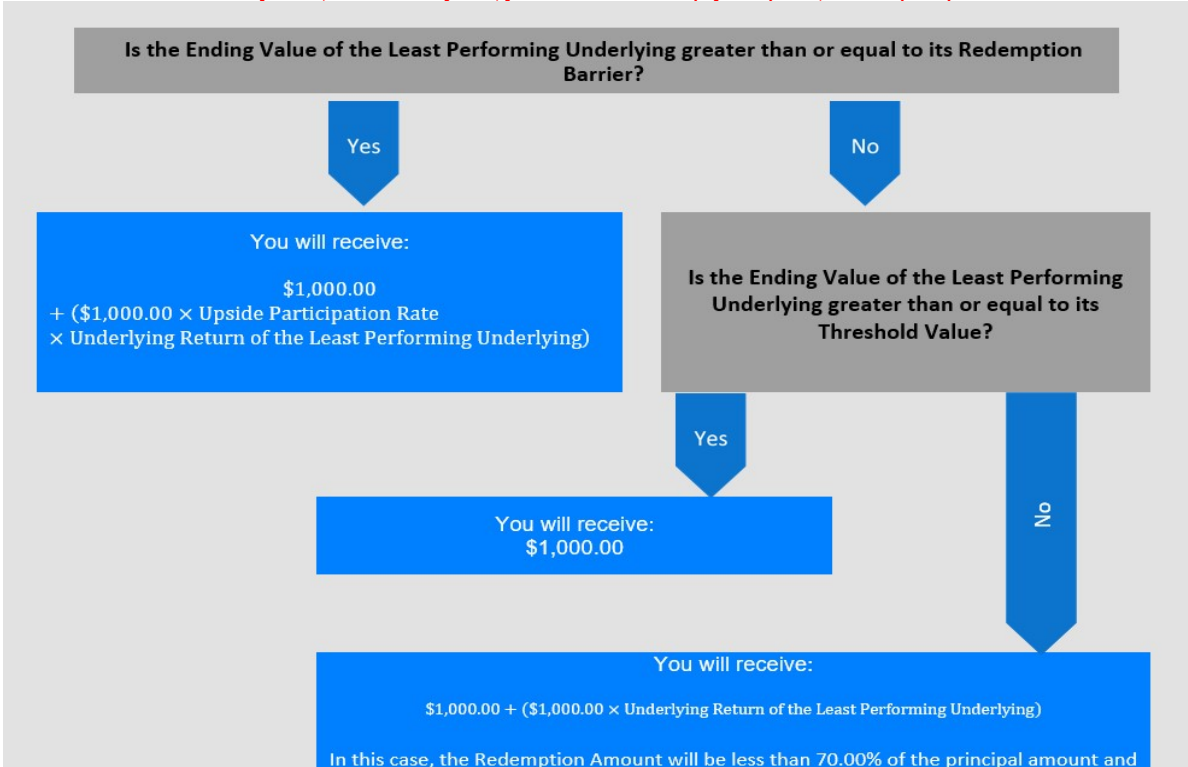 Is the Ending Value of the Least Performing Underlying greater than or equal to its Redemption
Barrier?
Yes
No
You will receive:
$1,000.00
+ ($1,000.00 × Upside Participation Rate
× Underlying Return of the Least Performing Underlying)
Is the Ending Value of the Least Performing
Underlying greater than or equal to its
Threshold Value?
Yes
No
You will receive:
$1,000.00
You will receive:
$1,000.00 + ($1,000.00 × Underlying Return of the Least Performing Underlying)
In this case, the Redemption Amount will be less than 70.00% of the principal amount and